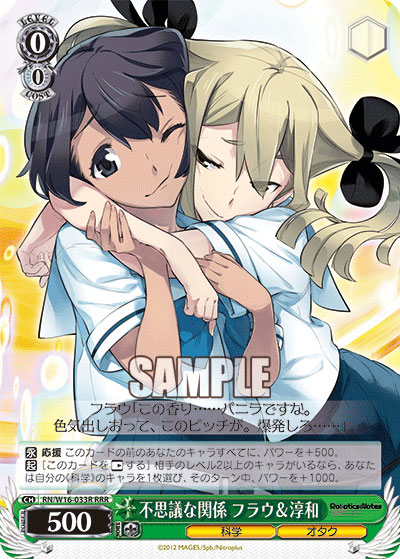 LEVEL
0
0
COST
SAMPLE
フラウ「この香り……バニラですな。
色気出しおって、このビッチが。爆発しろ……」
永 応援 このカードの前のあなたのキャラすべてに、パワーを+500。
起 [このカードを する] 相手のレベル2以上のキャラがいるなら、あなた
は自分の《科学》のキャラを1枚選び、そのターン中、パワーを+1000。
CH RN/W16-033R RRR
500
不思議な関係 フラウ&淳和
Robotics;Notes
科学 オタク
©2012 MAGES./5pb./Nitroplus